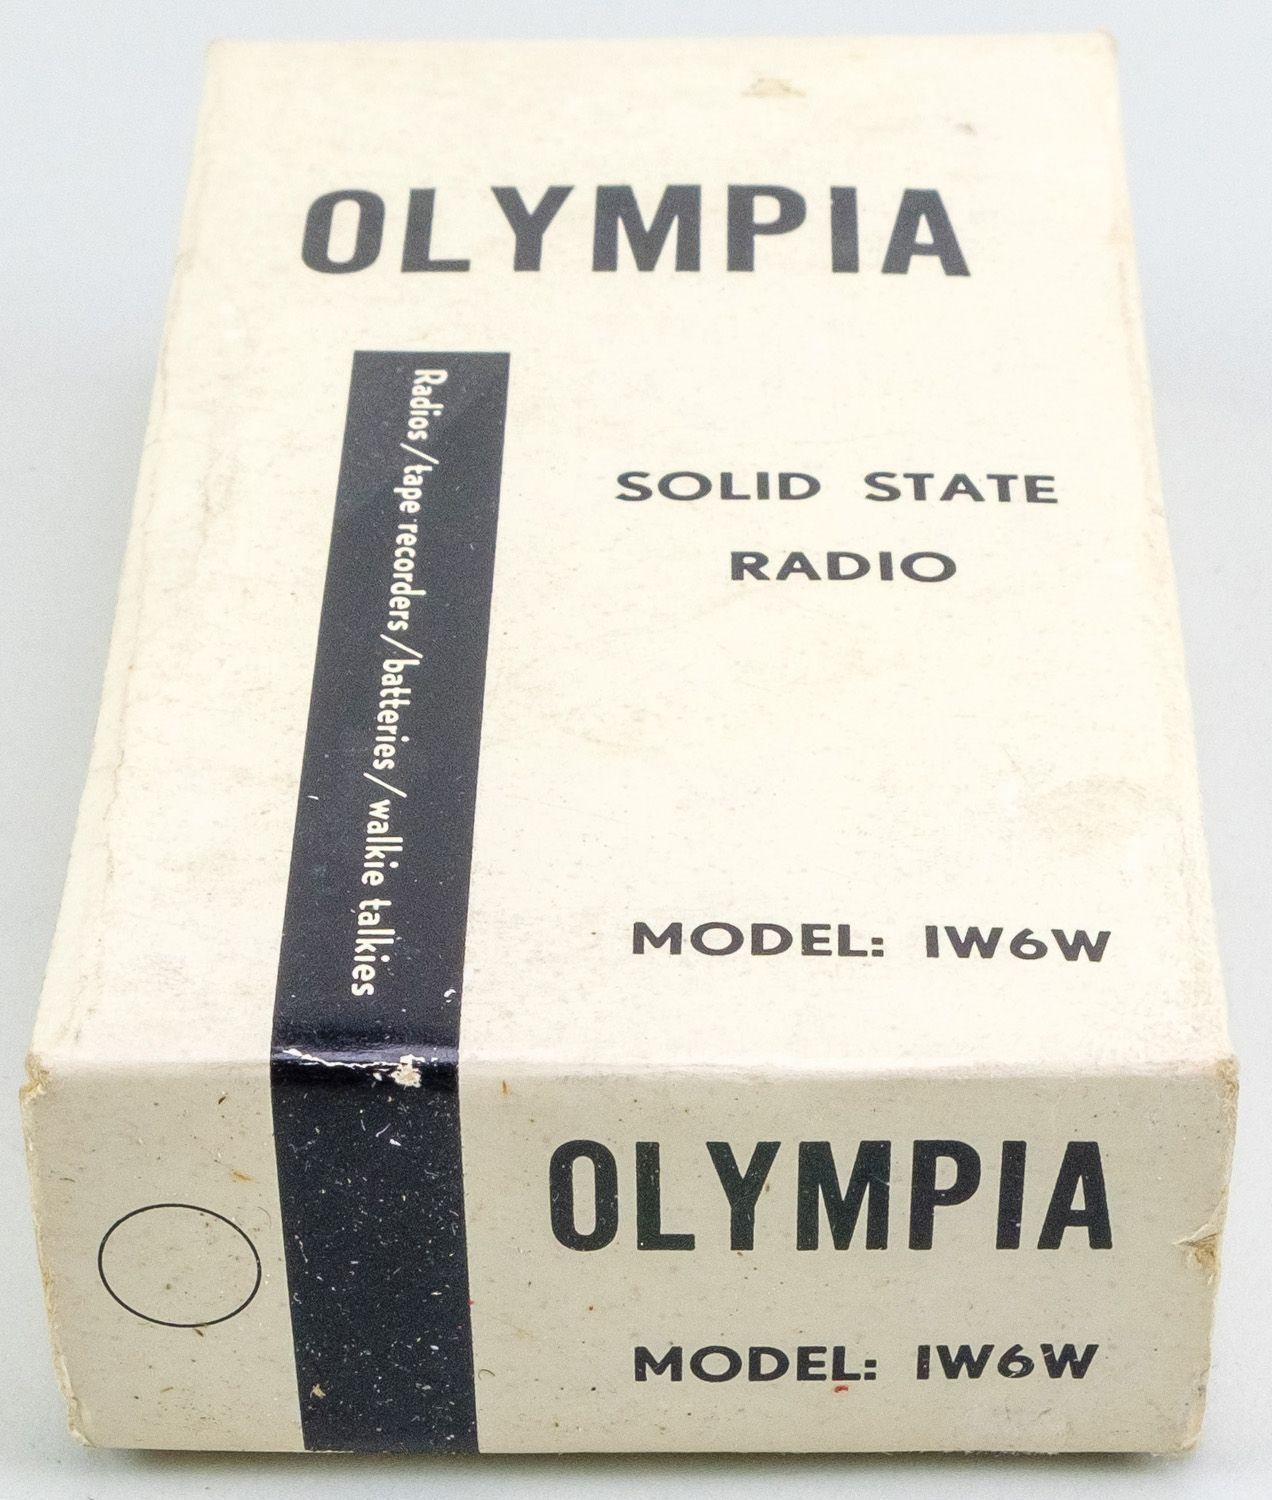 OLYMPIA
Radios/tape recorders/batteries/walkie talkies
SOLID STATE
RADIO
MODEL: IW6W
OLYMPIA
MODEL: IW6W